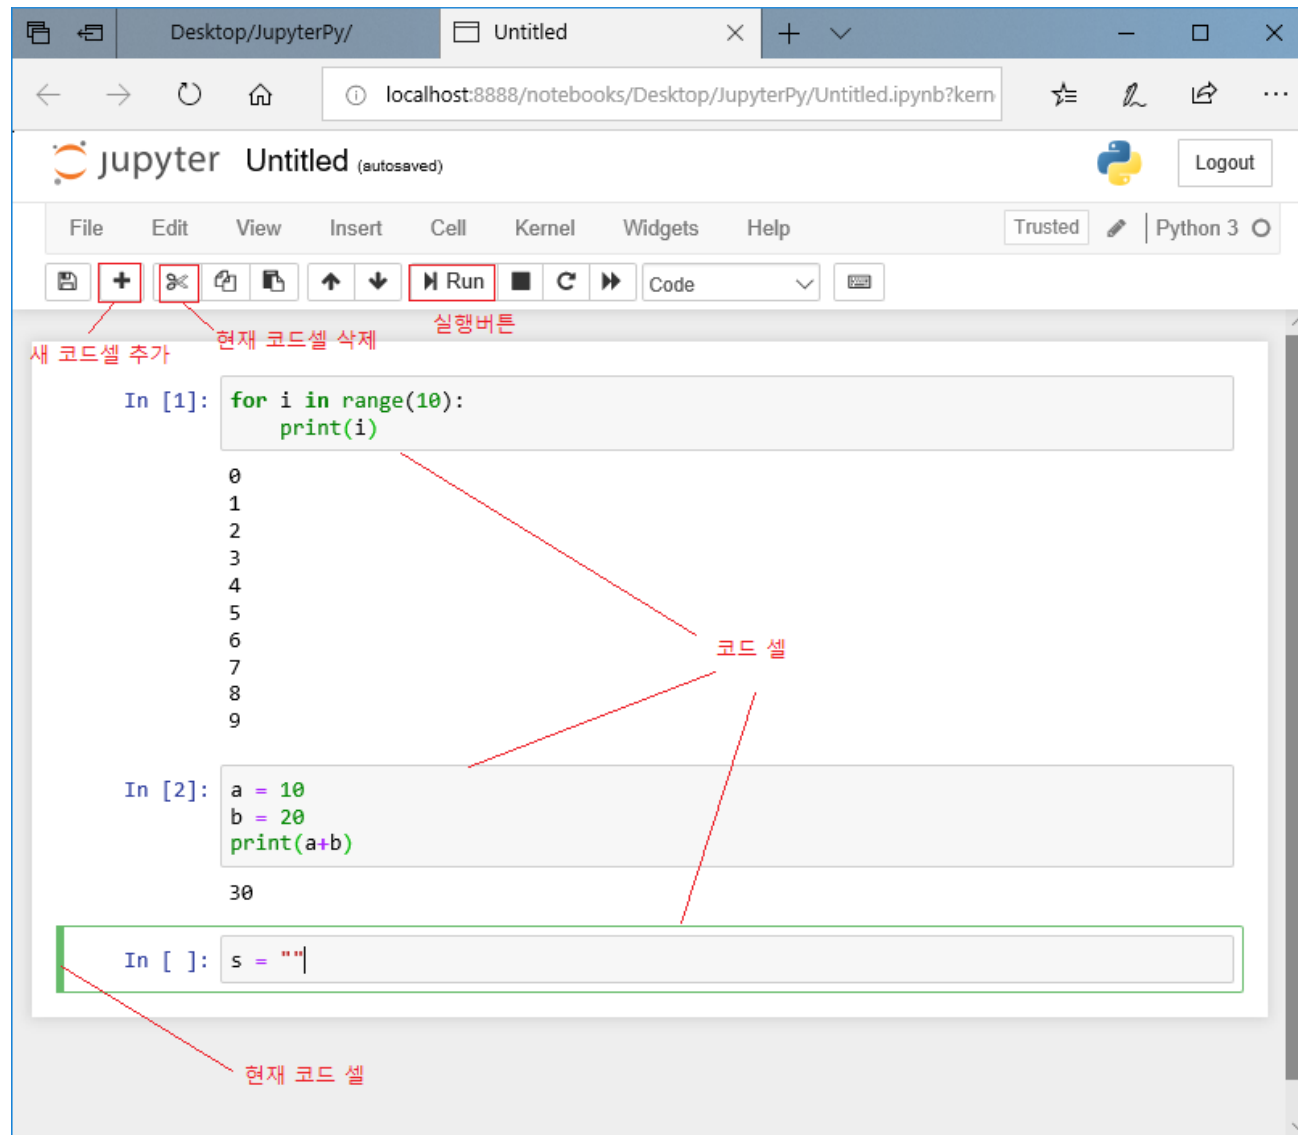 Desktop/JupyterPy/ Untitled
localhost:8888/notebooks/Desktop/JupyterPy/Untitled.ipynb?kern
jupyter Untitled (autosaved) Logout
File Edit View Insert Cell Kernel Widgets Help Trusted Python 3
Run Code
새 코드셀 추가 현재 코드셀 삭제 실행버튼
In [1]: for i in range(10):
print(i)
0
1
2
3
4
5
6
7
8
9
코드 셀
In [2]: a = 10
b = 20
print(a+b)
30
In [ ]: s = ""
현재 코드 셀